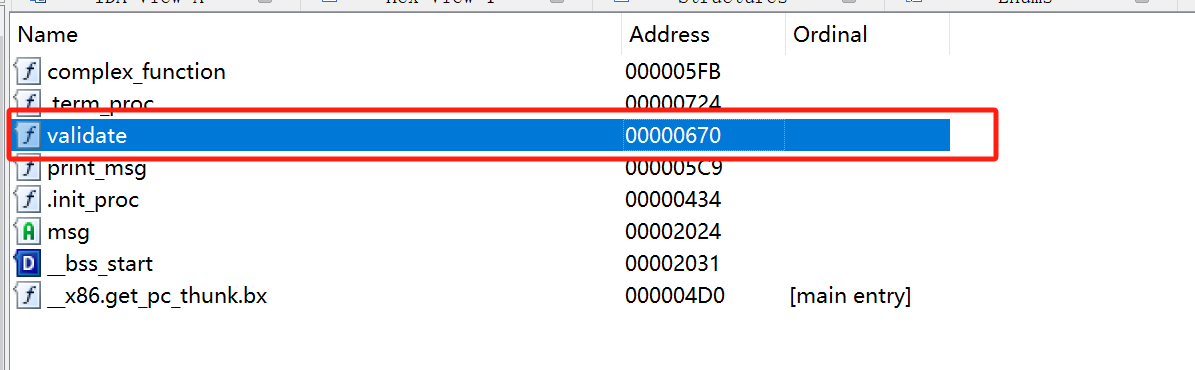 Name Address Ordinal
complex_function 000005FB
.term_proc 00000724
validate 00000670
print_msg 000005C9
.init_proc 00000434
msg 00002024
__bss_start 00002031
__x86.get_pc_thunk.bx 000004D0 [main entry]